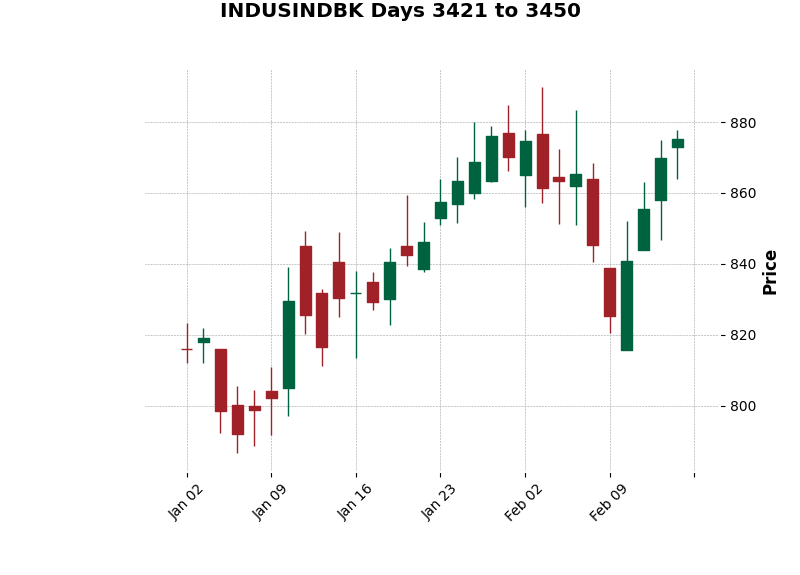 INDUSINDBK Days 3421 to 3450
880
860
840
820
800
Price
Jan 02
Jan 09
Jan 16
Jan 23
Feb 02
Feb 09